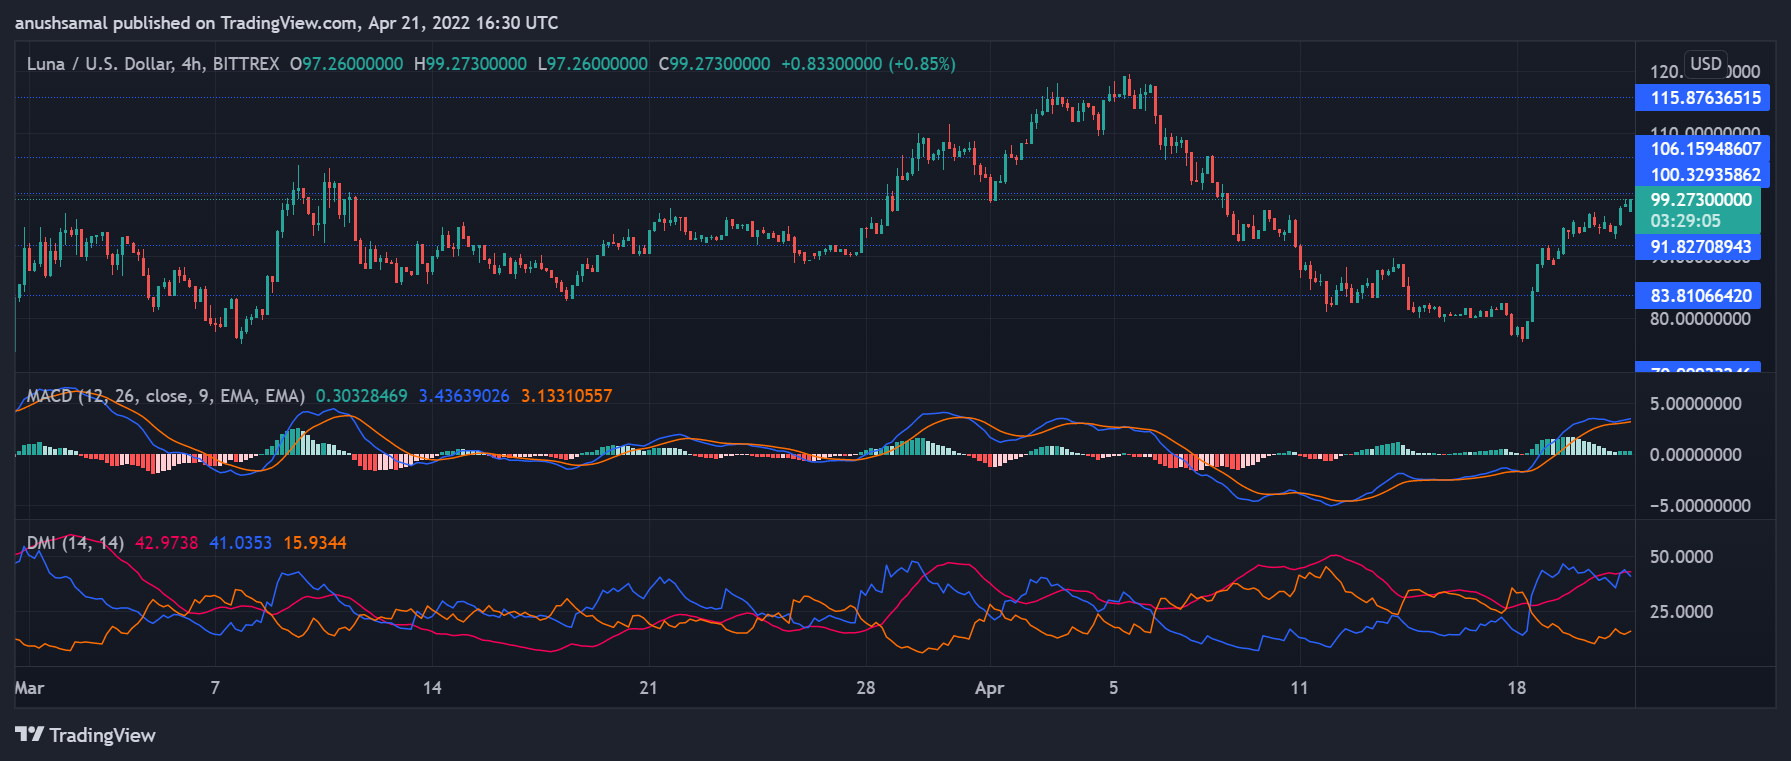 anushsamal published on TradingView.com, Apr 21, 2022 16:30 UTC
Luna / U.S. Dollar, 4h, BITTREX O97.26000000 H99.27300000 L97.26000000 C99.27300000 +0.83300000 (+0.85%)
USD
115.87636515
110.00000000
106.15948607
100.32935862
99.27300000
03:29:05
91.82708943
83.81066420
80.00000000
MACD (12, 26, close, 9, EMA, EMA) 0.30328469 3.43639026 3.13310557
5.00000000
0.00000000
−5.00000000
DMI (14, 14) 42.9738 41.0353 15.9344
50.0000
25.0000
Mar 7 14 21 28 Apr 5 11 18
TradingView